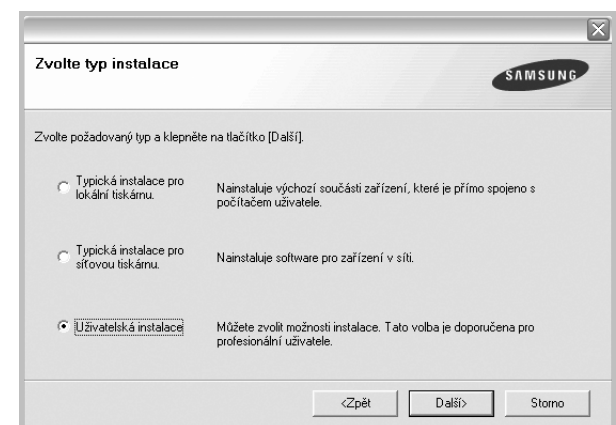 Zvolte typ instalace
SAMSUNG
Zvolte požadovaný typ a klepněte na tlačítko [Další].
Typická instalace pro
lokální tiskárnu.
Nainstaluje výchozí součásti zařízení, které je přímo spojeno s
počítačem uživatele.
Typická instalace pro
síťovou tiskárnu.
Nainstaluje software pro zařízení v síti.
Uživatelská instalace
Můžete zvolit možnosti instalace. Tato volba je doporučena pro
profesionální uživatele.
<Zpět
Další>
Storno